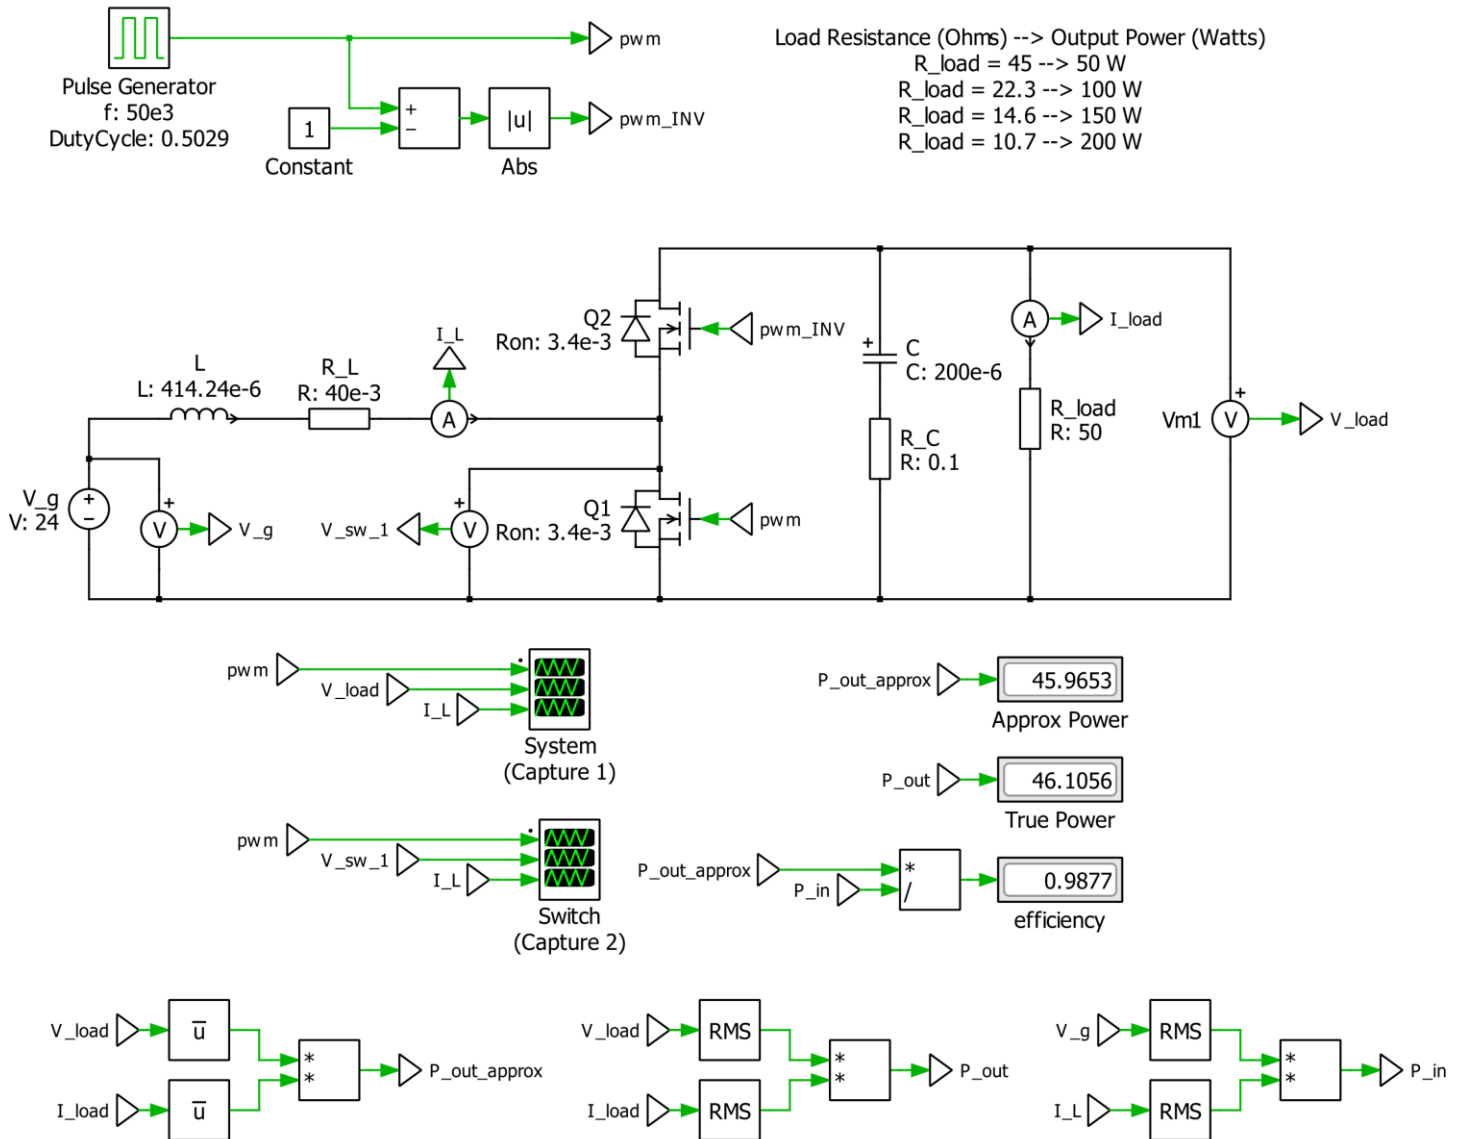 Pulse Generator
f: 50e3
DutyCycle: 0.5029
1
Constant
+
−
|u|
Abs
pwm
pwm_INV
Load Resistance (Ohms) --> Output Power (Watts)
R_load = 45 --> 50 W
R_load = 22.3 --> 100 W
R_load = 14.6 --> 150 W
R_load = 10.7 --> 200 W
V_g
V: 24
+
−
+
V
V_g
L
L: 414.24e-6
R_L
R: 40e-3
I_L
A
V_sw_1
+
V
Q2
Ron: 3.4e-3
pwm_INV
Q1
Ron: 3.4e-3
pwm
+
C
C: 200e-6
R_C
R: 0.1
A
I_load
R_load
R: 50
Vm1
+
V
V_load
pwm
V_load
I_L
System
(Capture 1)
pwm
V_sw_1
I_L
Switch
(Capture 2)
P_out_approx
45.9653
Approx Power
P_out
46.1056
True Power
P_out_approx
P_in
*
/
0.9877
efficiency
V_load
u̅
I_load
u̅
*
*
P_out_approx
V_load
RMS
I_load
RMS
*
*
P_out
V_g
RMS
I_L
RMS
*
*
P_in